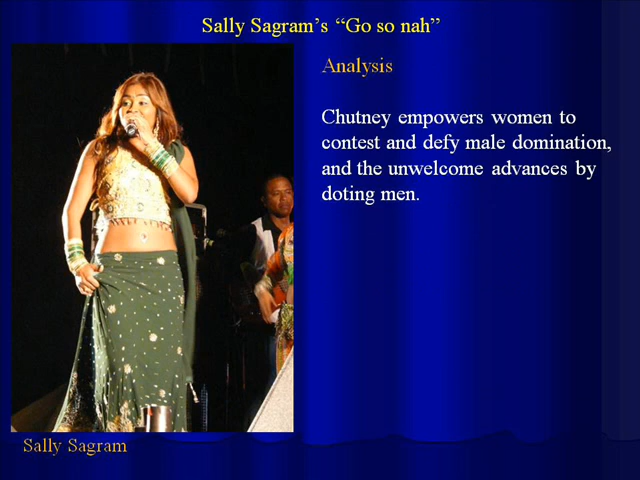 Sally Sagram’s “Go so nah”
Analysis
Chutney empowers women to
contest and defy male domination,
and the unwelcome advances by
doting men.
Sally Sagram